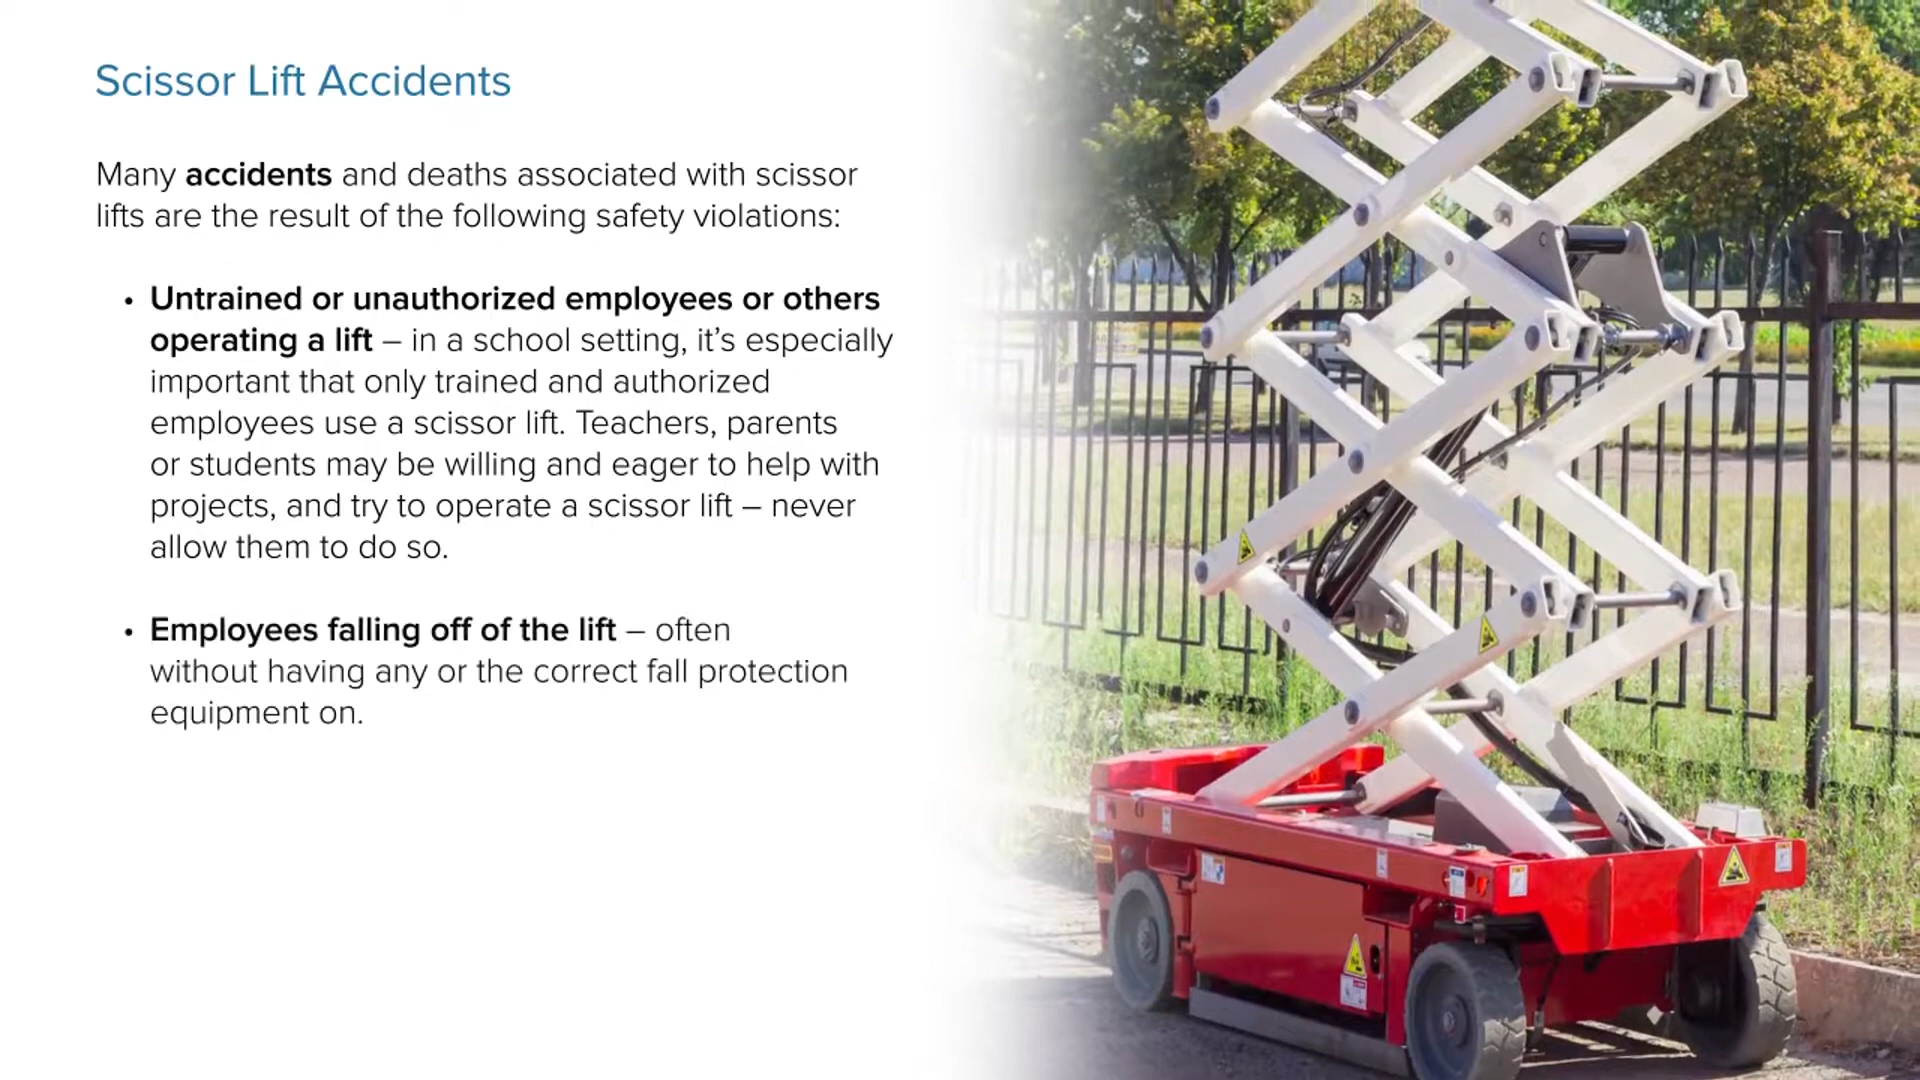 Scissor Lift Accidents
Many accidents and deaths associated with scissor
lifts are the result of the following safety violations:
• Untrained or unauthorized employees or others
operating a lift – in a school setting, it’s especially
important that only trained and authorized
employees use a scissor lift. Teachers, parents
or students may be willing and eager to help with
projects, and try to operate a scissor lift – never
allow them to do so.
• Employees falling off of the lift – often
without having any or the correct fall protection
equipment on.